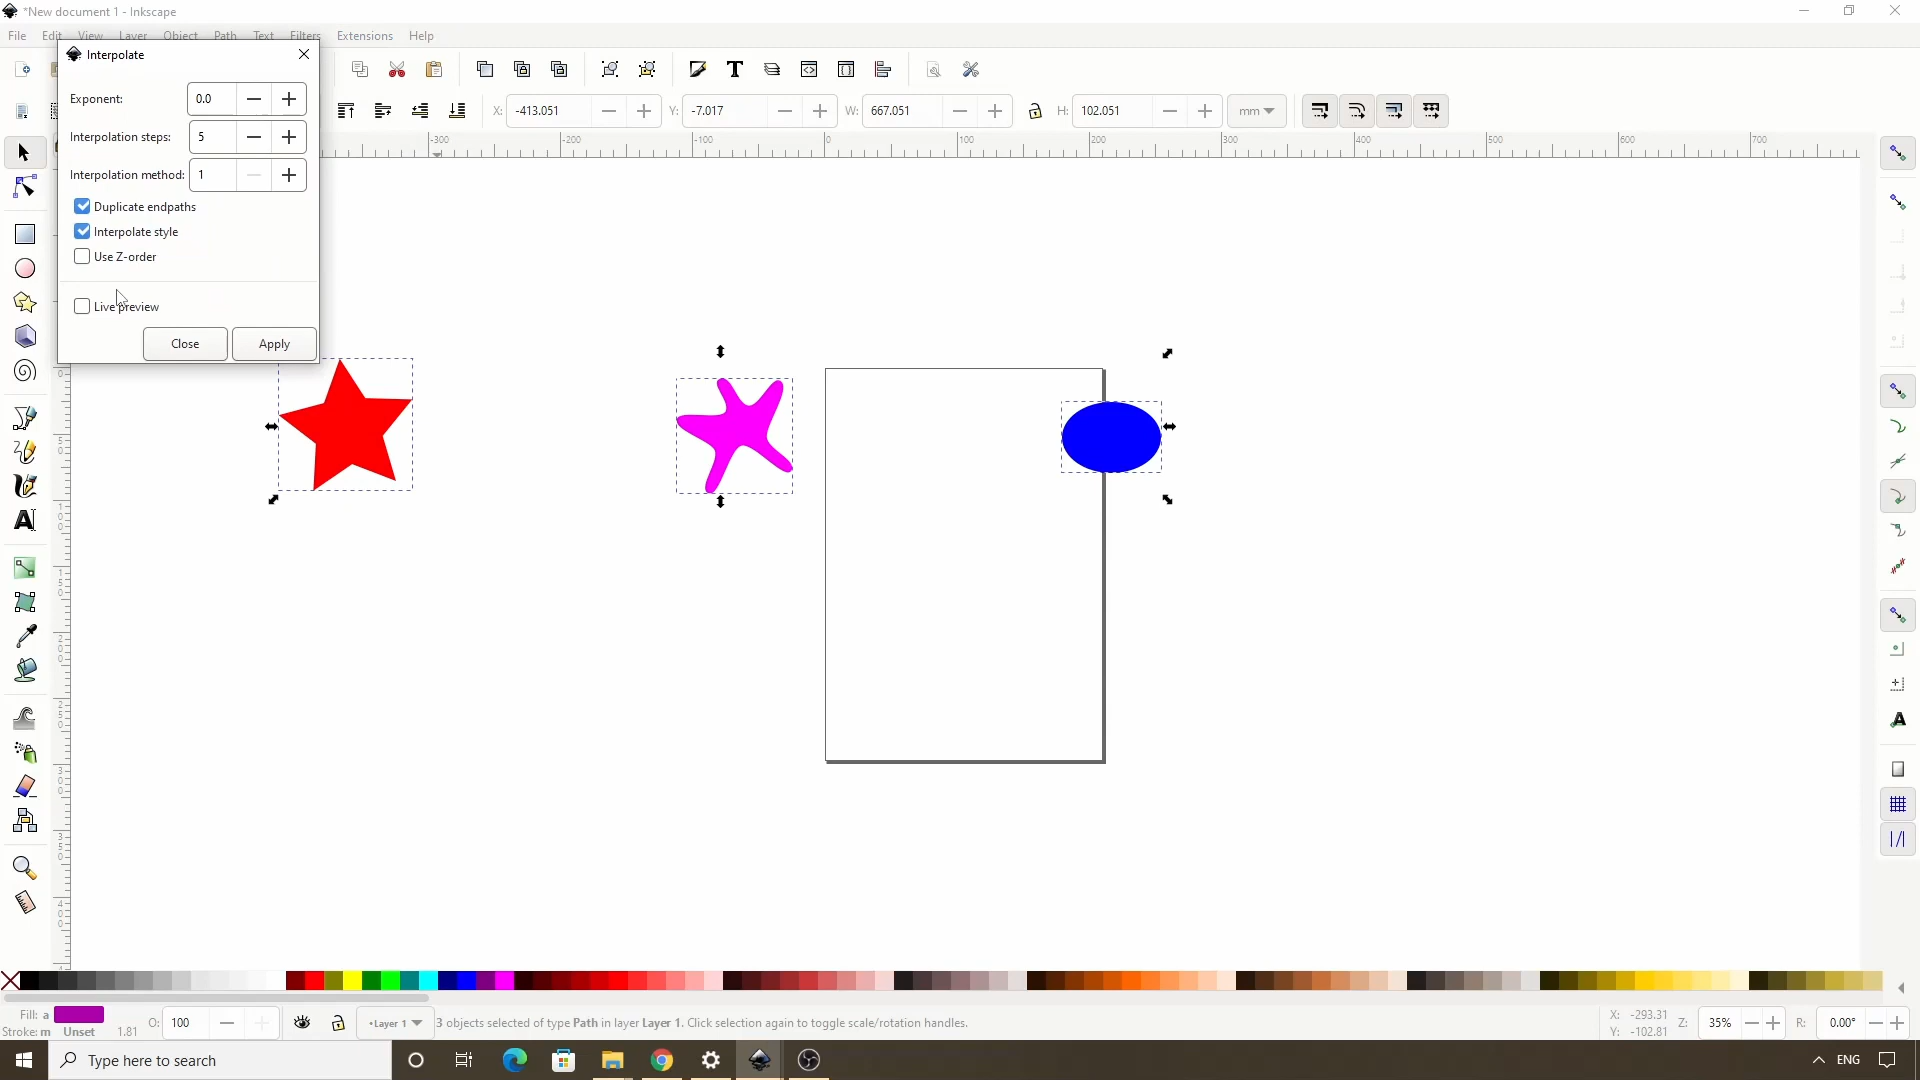 *New document 1 - Inkscape
File Edit View Layer Object Path Text Filters Extensions Help
Interpolate
Exponent: 0.0
Interpolation steps: 5
Interpolation method: 1
Duplicate endpaths
Interpolate style
Use Z-order
Live preview
Close Apply
X: -413.051 Y: -7.017 W: 667.051 H: 102.051 mm
-300 -200 -100 0 100 200 300 400 500 600 700
Fill: a
Stroke: m Unset 1.81
O: 100
•Layer 1
3 objects selected of type Path in layer Layer 1. Click selection again to toggle scale/rotation handles.
X: -293.31
Y: -102.81
Z: 35%
R: 0.00°
Type here to search
ENG